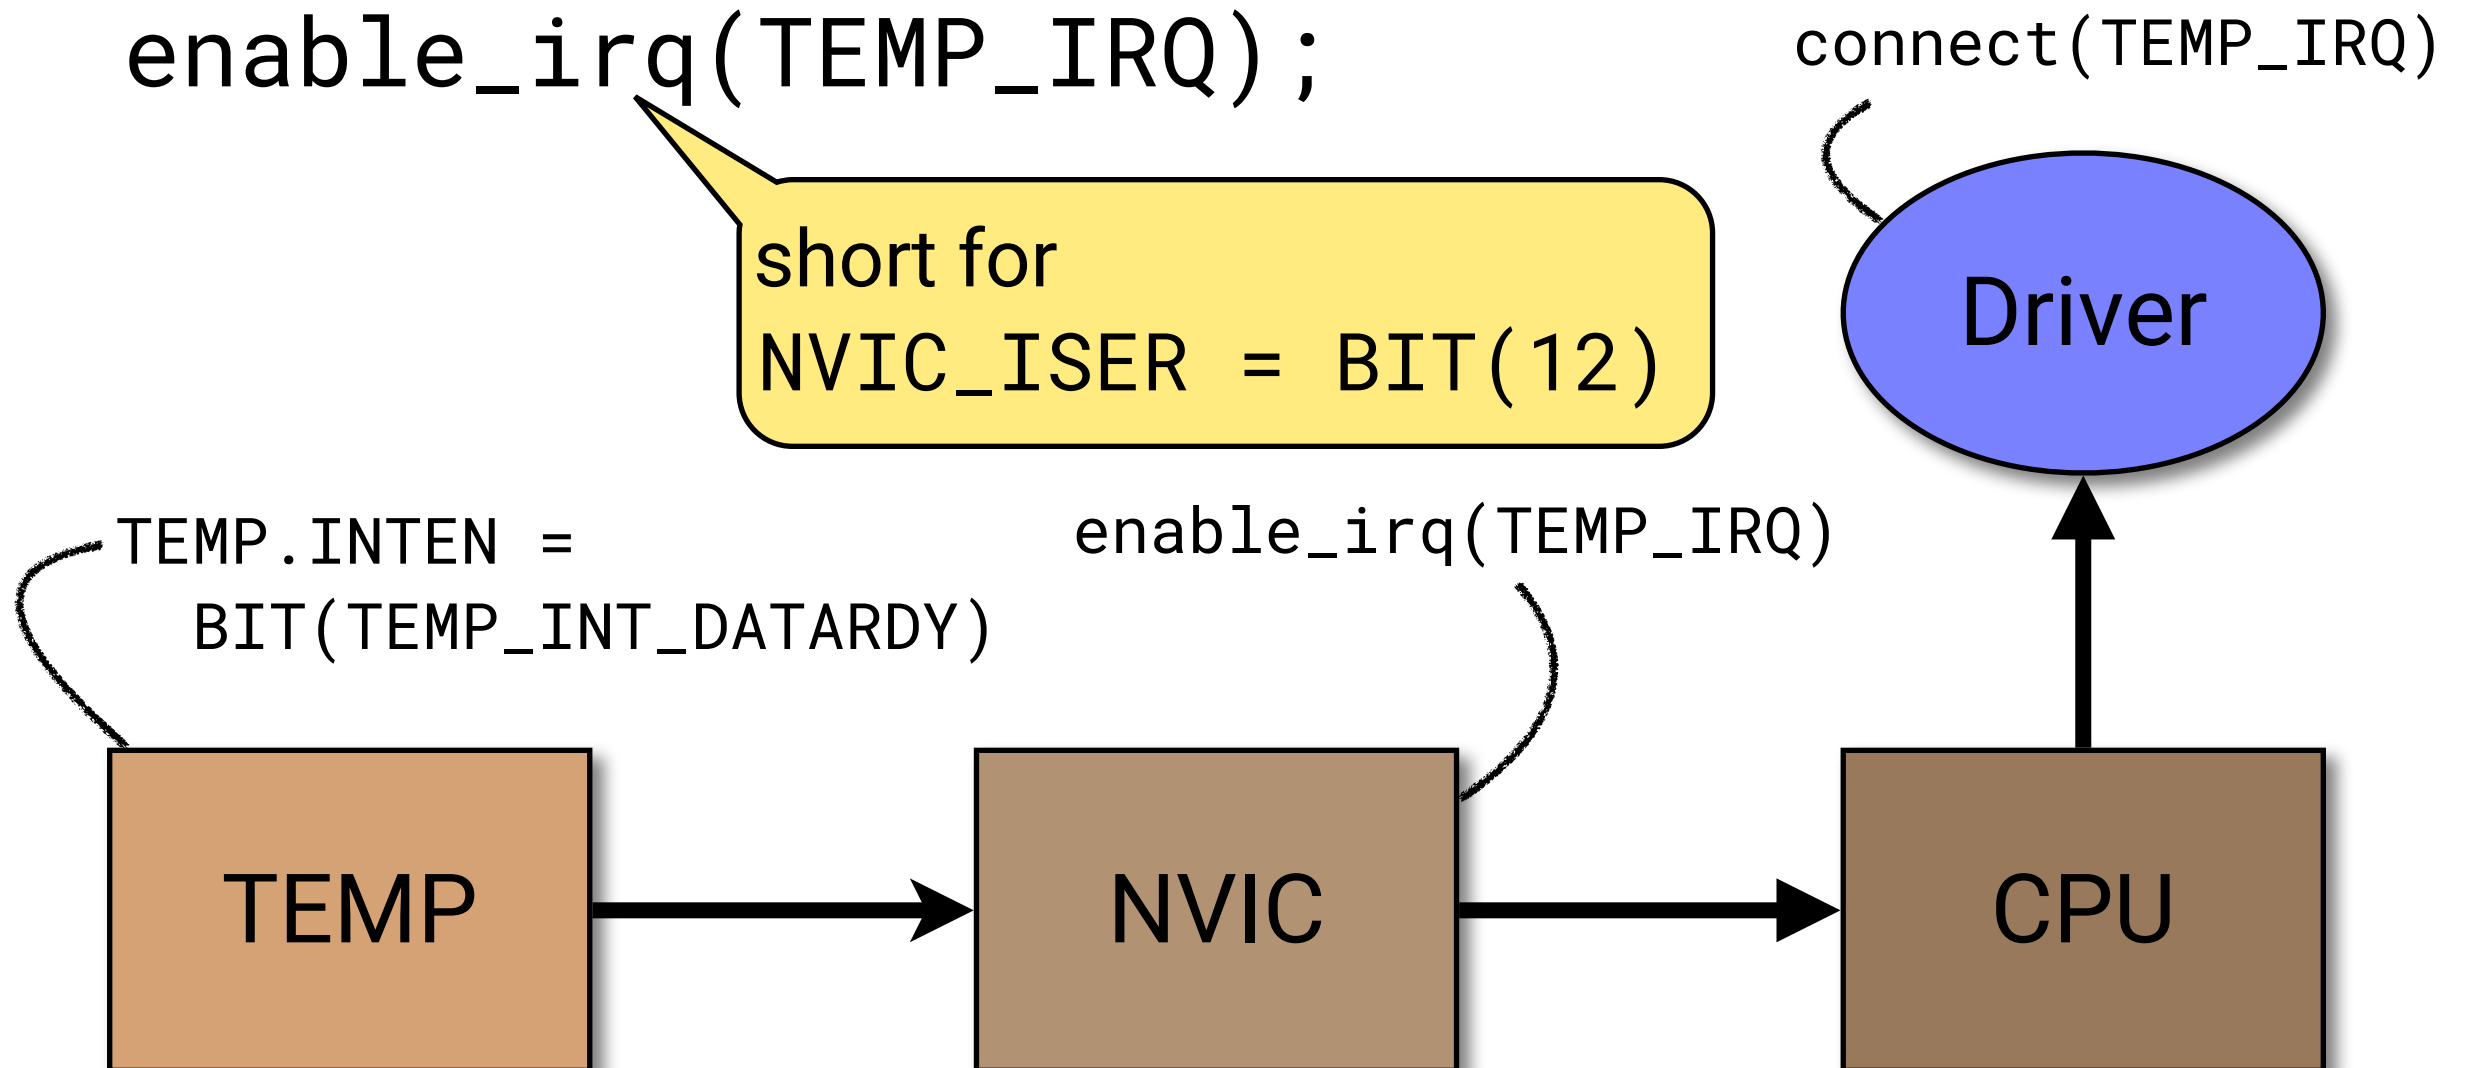 enable_irq(TEMP_IRQ);
connect(TEMP_IRQ)
short for
NVIC_ISER = BIT(12)
Driver
TEMP.INTEN =
BIT(TEMP_INT_DATARDY)
enable_irq(TEMP_IRQ)
TEMP
NVIC
CPU